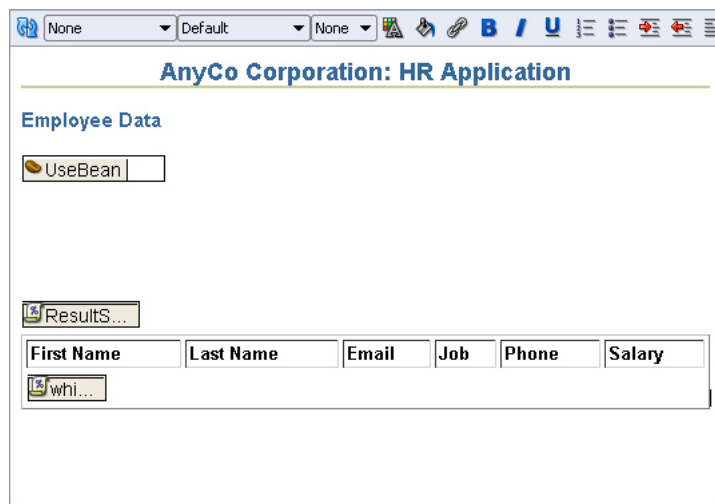 None Default None B I U
AnyCo Corporation: HR Application
Employee Data
UseBean
ResultS...
First Name Last Name Email Job Phone Salary
whi...